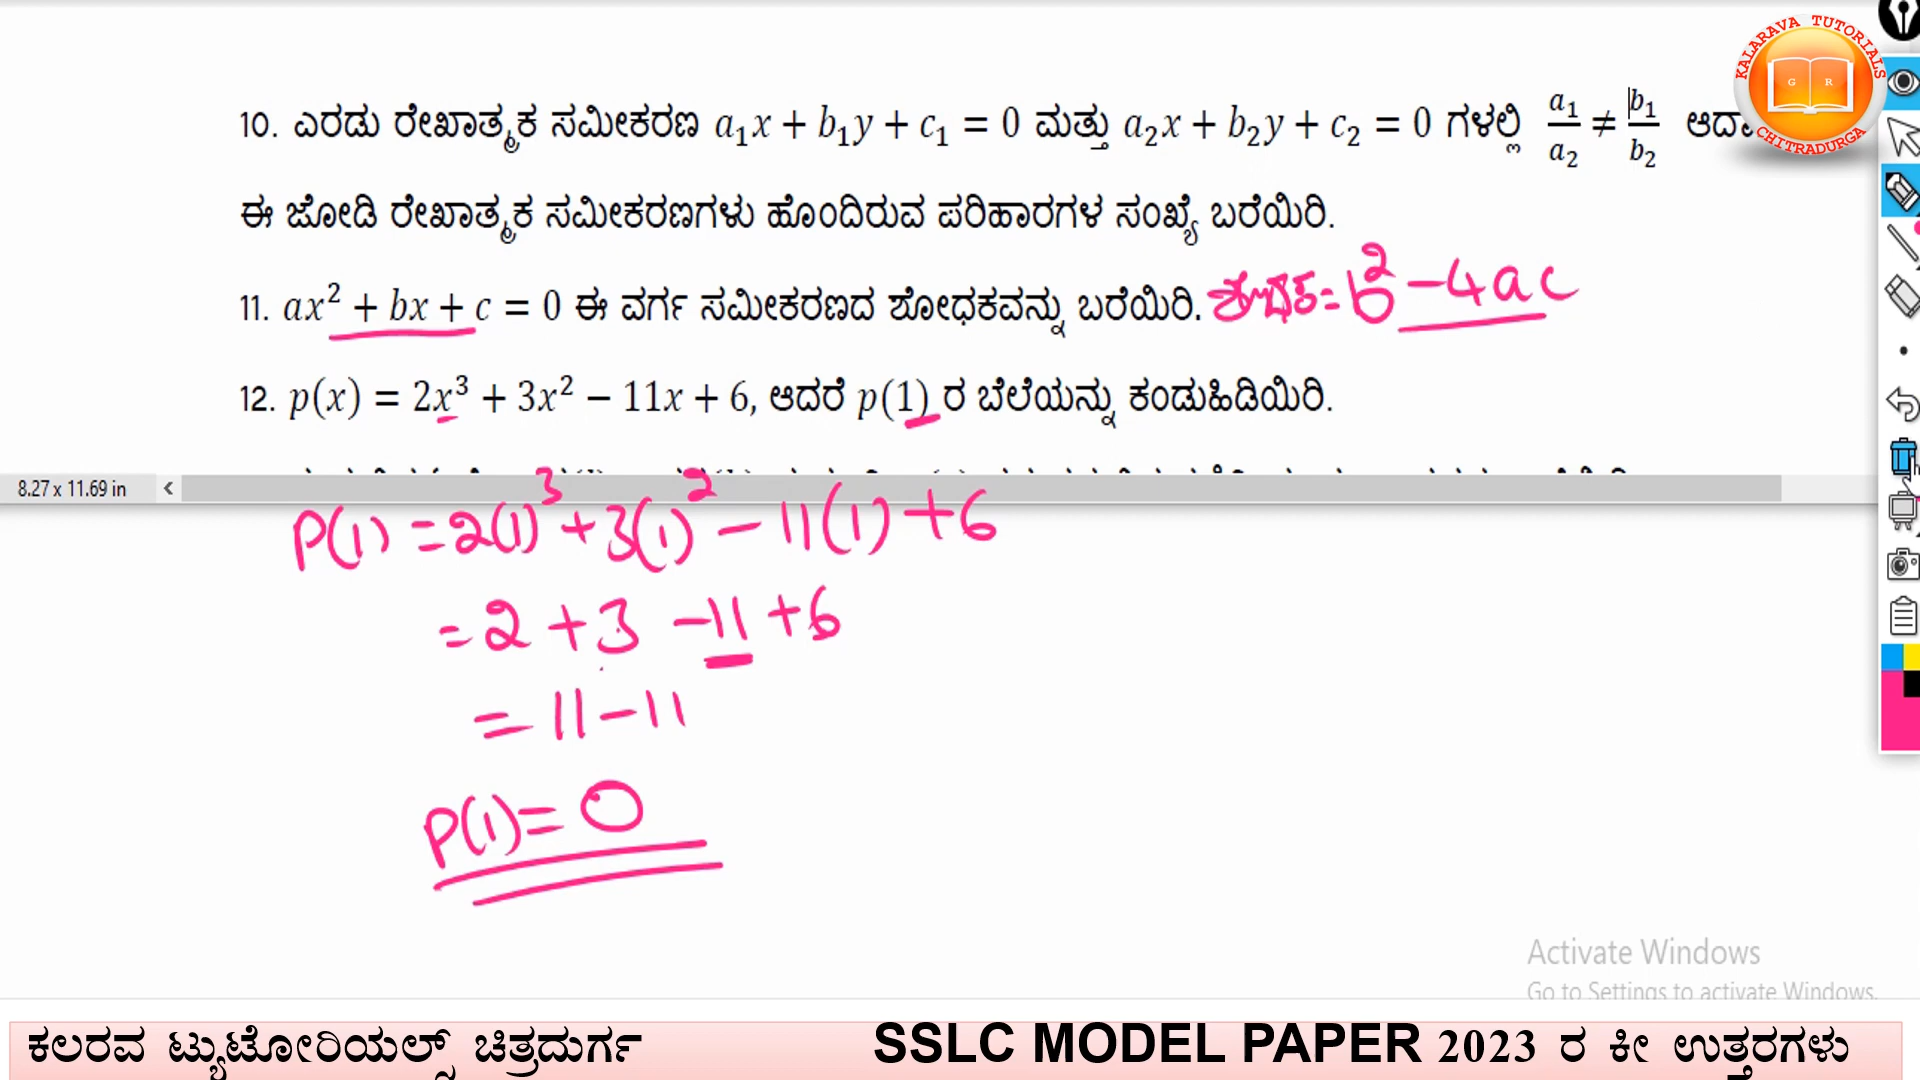 KALARAVA TUTORIALS
G R
CHITRADURGA
10. ಎರಡು ರೇಖಾತ್ಮಕ ಸಮೀಕರಣ a₁x + b₁y + c₁ = 0 ಮತ್ತು a₂x + b₂y + c₂ = 0 ಗಳಲ್ಲಿ a₁/a₂ ≠ b₁/b₂
ಈ ಜೋಡಿ ರೇಖಾತ್ಮಕ ಸಮೀಕರಣಗಳು ಹೊಂದಿರುವ ಪರಿಹಾರಗಳ ಸಂಖ್ಯೆ ಬರೆಯಿರಿ.
11. ax² + bx + c = 0 ಈ ವರ್ಗ ಸಮೀಕರಣದ ಶೋಧಕವನ್ನು ಬರೆಯಿರಿ. ಶೋಧಕ = b² − 4ac
12. p(x) = 2x³ + 3x² − 11x + 6, ಆದರೆ p(1) ರ ಬೆಲೆಯನ್ನು ಕಂಡುಹಿಡಿಯಿರಿ.
8.27 x 11.69 in
P(1) = 2(1)³ + 3(1)² − 11(1) + 6
= 2 + 3 − 11 + 6
= 11 − 11
P(1) = 0
Activate Windows
Go to Settings to activate Windows.
ಕಲರವ ಟ್ಯುಟೋರಿಯಲ್ಸ್ ಚಿತ್ರದುರ್ಗ SSLC MODEL PAPER 2023 ರ ಕೀ ಉತ್ತರಗಳು